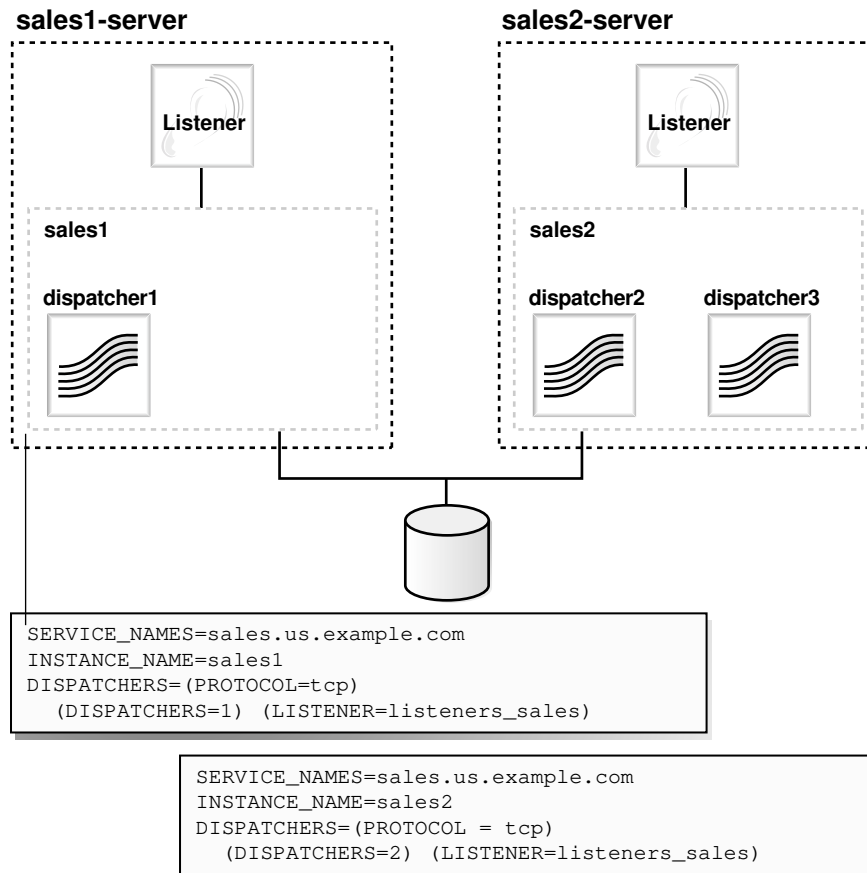 sales1-server
sales2-server
Listener
Listener
sales1
sales2
dispatcher1
dispatcher2
dispatcher3
SERVICE_NAMES=sales.us.example.com
INSTANCE_NAME=sales1
DISPATCHERS=(PROTOCOL=tcp)
(DISPATCHERS=1) (LISTENER=listeners_sales)
SERVICE_NAMES=sales.us.example.com
INSTANCE_NAME=sales2
DISPATCHERS=(PROTOCOL = tcp)
(DISPATCHERS=2) (LISTENER=listeners_sales)